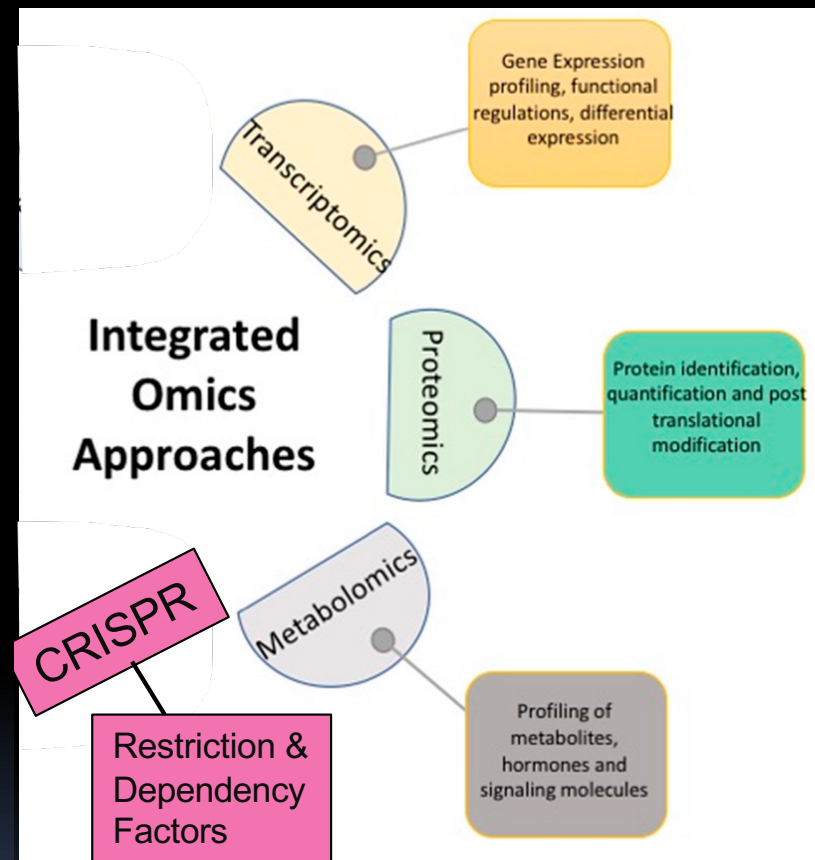 Gene Expression
profiling, functional
regulations, differential
expression
Transcriptomics
Integrated
Omics
Approaches
Proteomics
Protein identification,
quantification and post
translational
modification
Metabolomics
CRISPR
Restriction &
Dependency
Factors
Profiling of
metabolites,
hormones and
signaling molecules